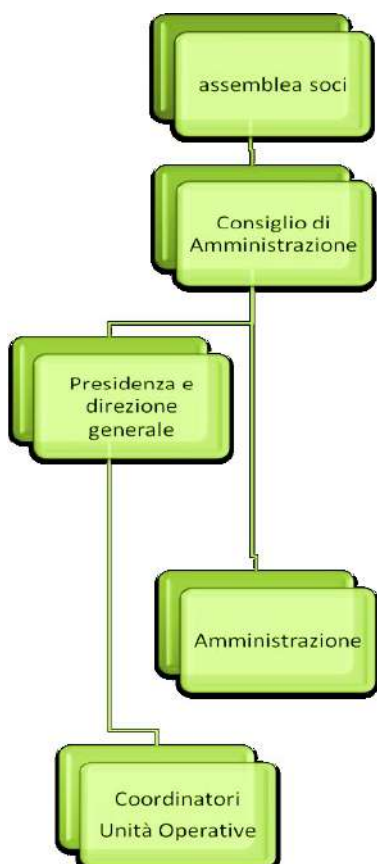 assemblea soci
Consiglio di
Amministrazione
Presidenza e
direzione
generale
Amministrazione
Coordinatori
Unità Operative